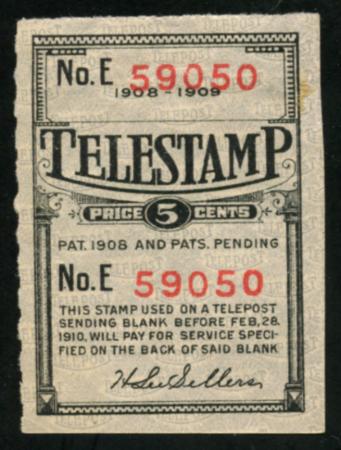 No. E 59050
1908 - 1909
TELESTAMP
PRICE 5 CENTS
PAT. 1908 AND PATS. PENDING
No. E 59050
THIS STAMP USED ON A TELEPOST
SENDING BLANK BEFORE FEB, 28.
1910, WILL PAY FOR SERVICE SPECI-
FIED ON THE BACK OF SAID BLANK
H Lee Sellers